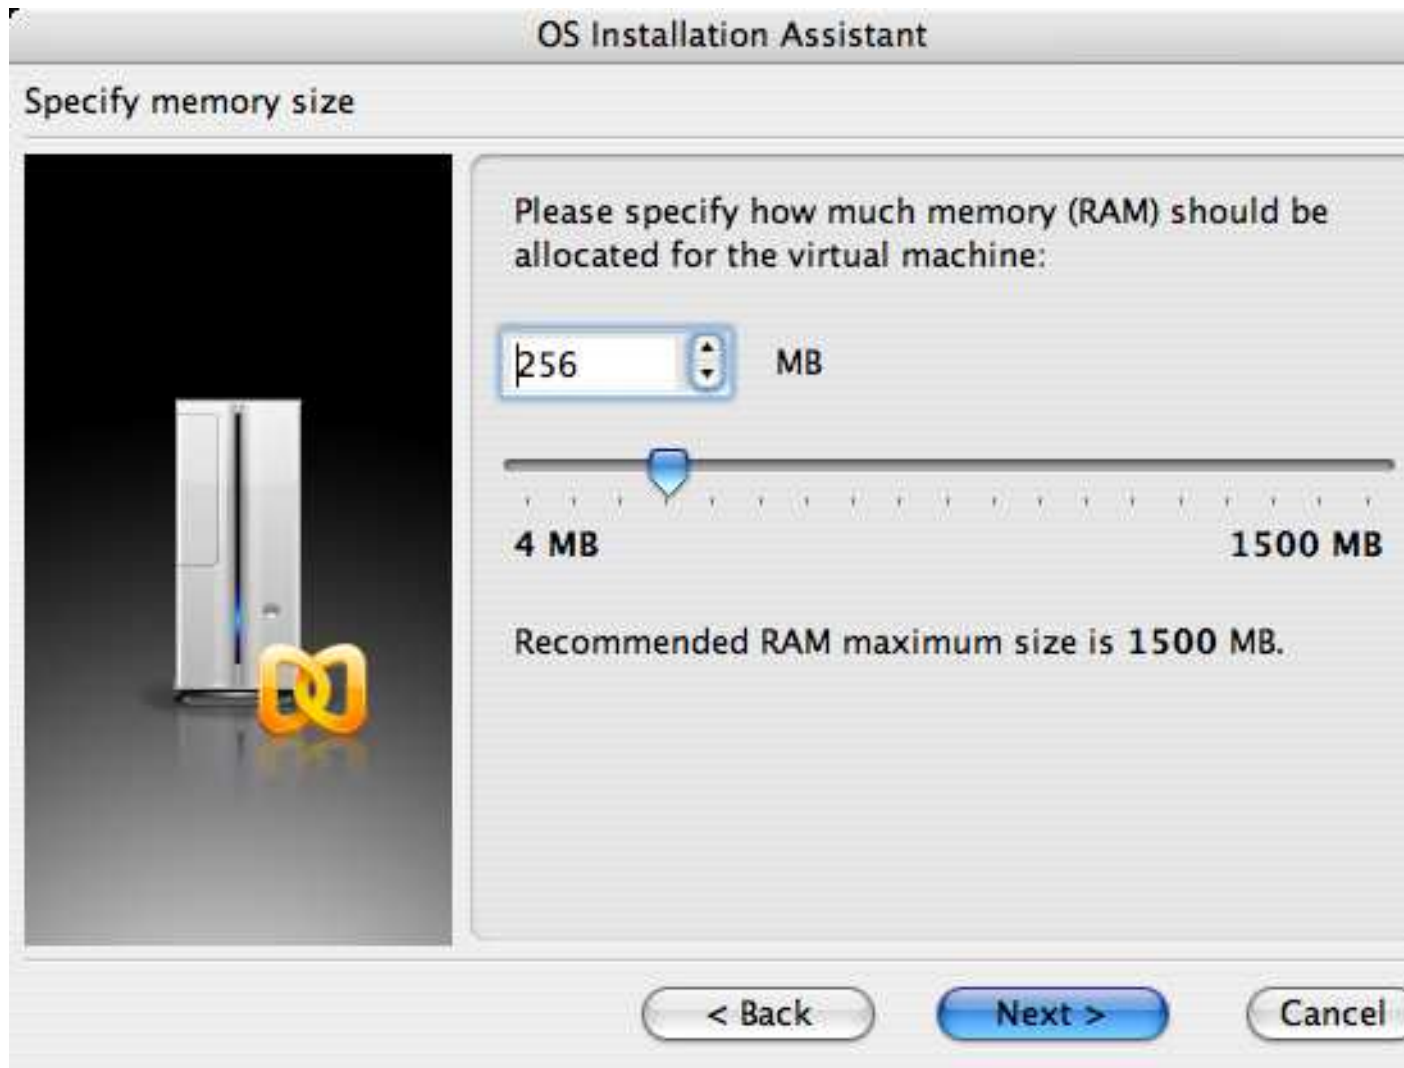 OS Installation Assistant
Specify memory size
Please specify how much memory (RAM) should be
allocated for the virtual machine:
256 MB
4 MB 1500 MB
Recommended RAM maximum size is 1500 MB.
< Back Next > Cancel